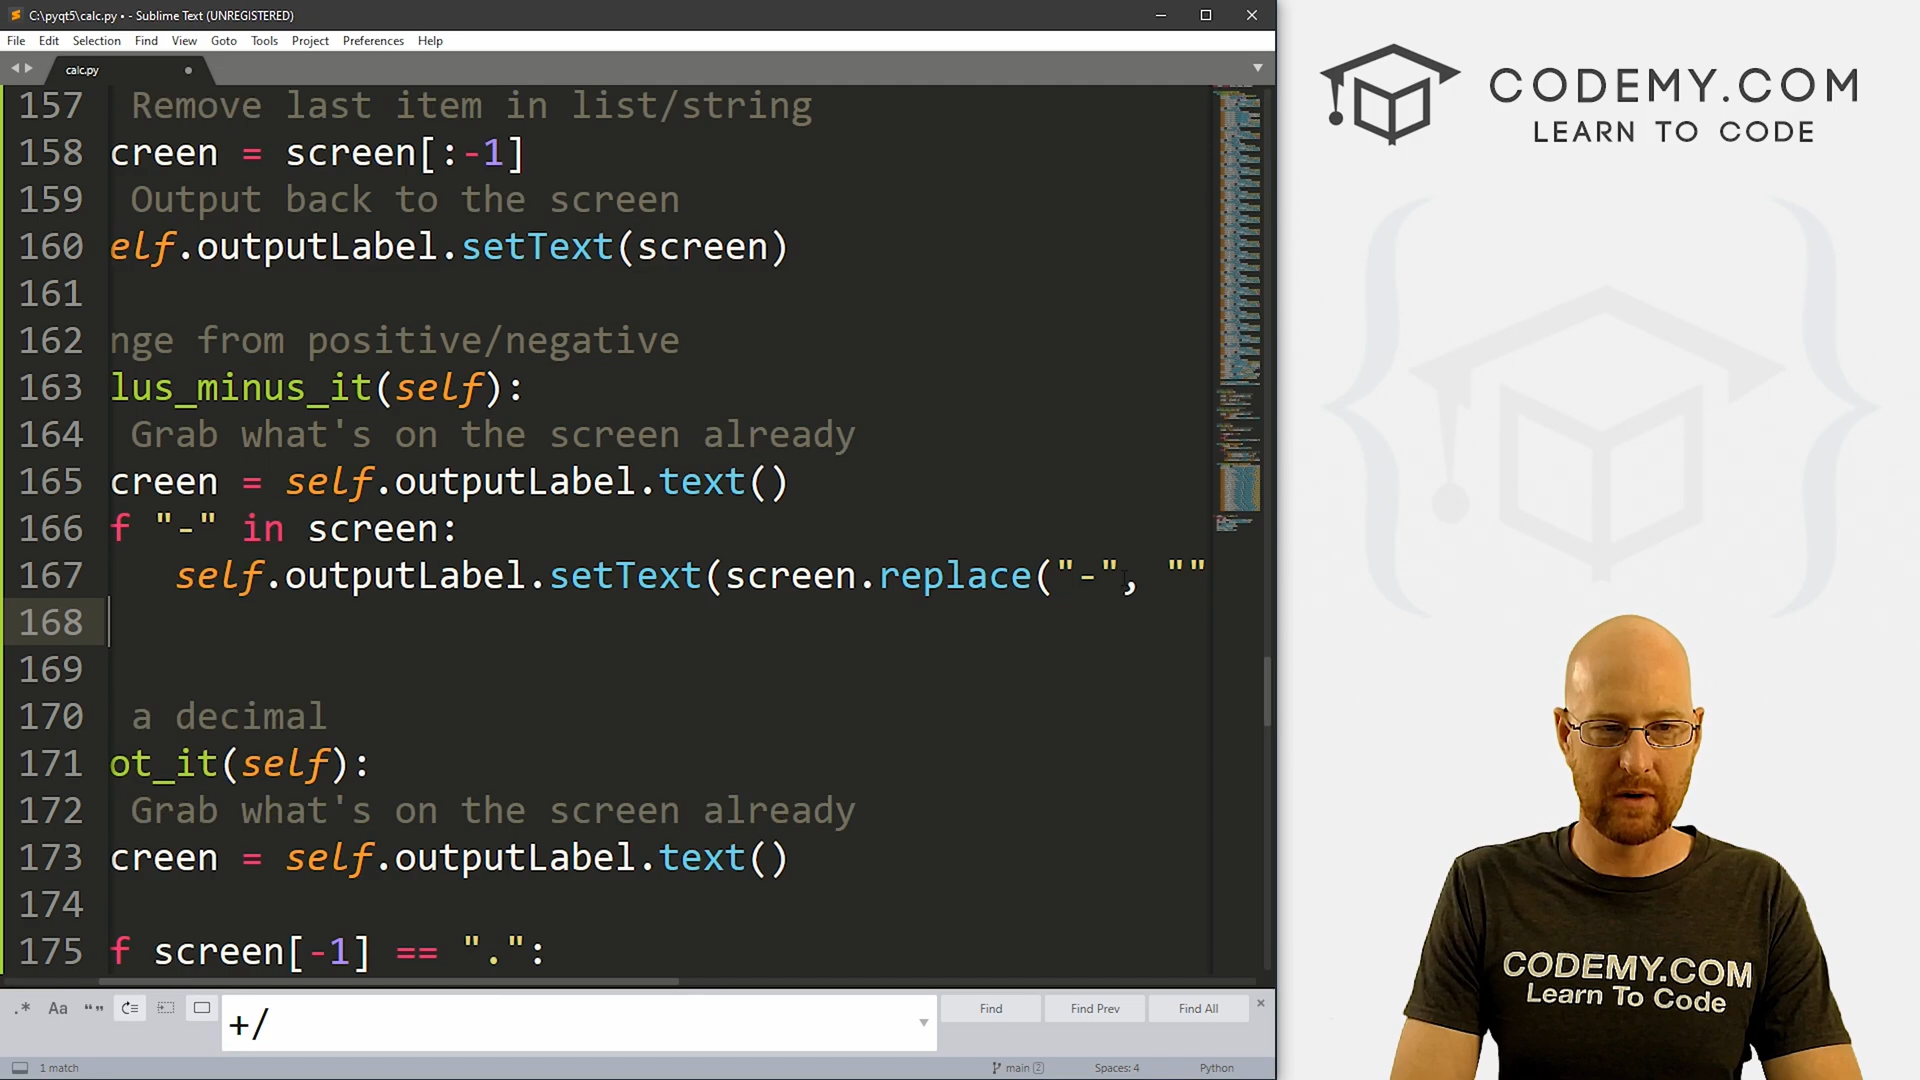 C:\pyqt5\calc.py • - Sublime Text (UNREGISTERED)
File Edit Selection Find View Goto Tools Project Preferences Help
calc.py
157 Remove last item in list/string
158 creen = screen[:-1]
159 Output back to the screen
160 elf.outputLabel.setText(screen)
161
162 nge from positive/negative
163 lus_minus_it(self):
164 Grab what's on the screen already
165 creen = self.outputLabel.text()
166 f "-" in screen:
167 self.outputLabel.setText(screen.replace("-", ""
168
169
170 a decimal
171 ot_it(self):
172 Grab what's on the screen already
173 creen = self.outputLabel.text()
174
175 f screen[-1] == ".":
.* Aa “” +/ Find Find Prev Find All
1 match main 2 Spaces: 4 Python
CODEMY.COM
LEARN TO CODE
CODEMY.COM
Learn To Code